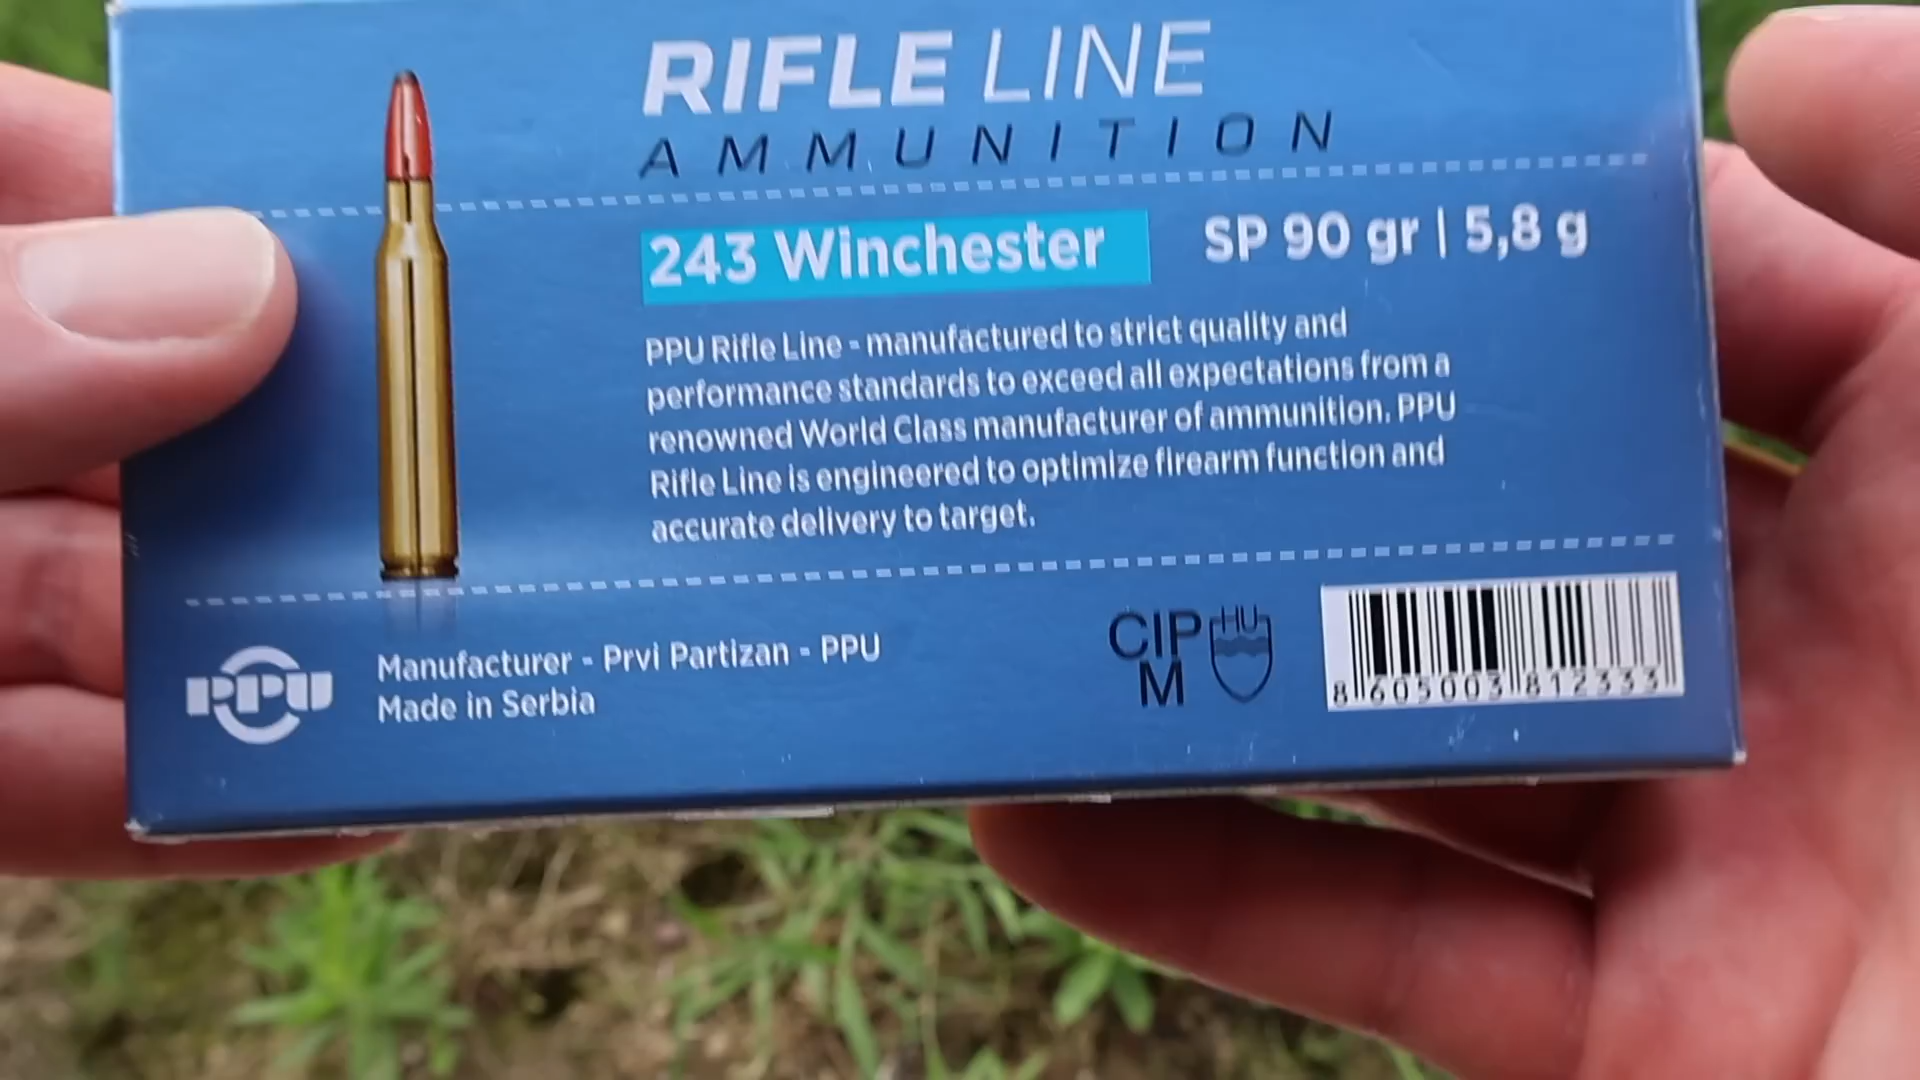 RIFLE LINE
AMMUNITION
243 Winchester SP 90 gr | 5,8 g
PPU Rifle Line - manufactured to strict quality and
performance standards to exceed all expectations from a
renowned World Class manufacturer of ammunition. PPU
Rifle Line is engineered to optimize firearm function and
accurate delivery to target.
PPU
Manufacturer - Prvi Partizan - PPU
Made in Serbia
CIP
M
HU
8 605003 812333